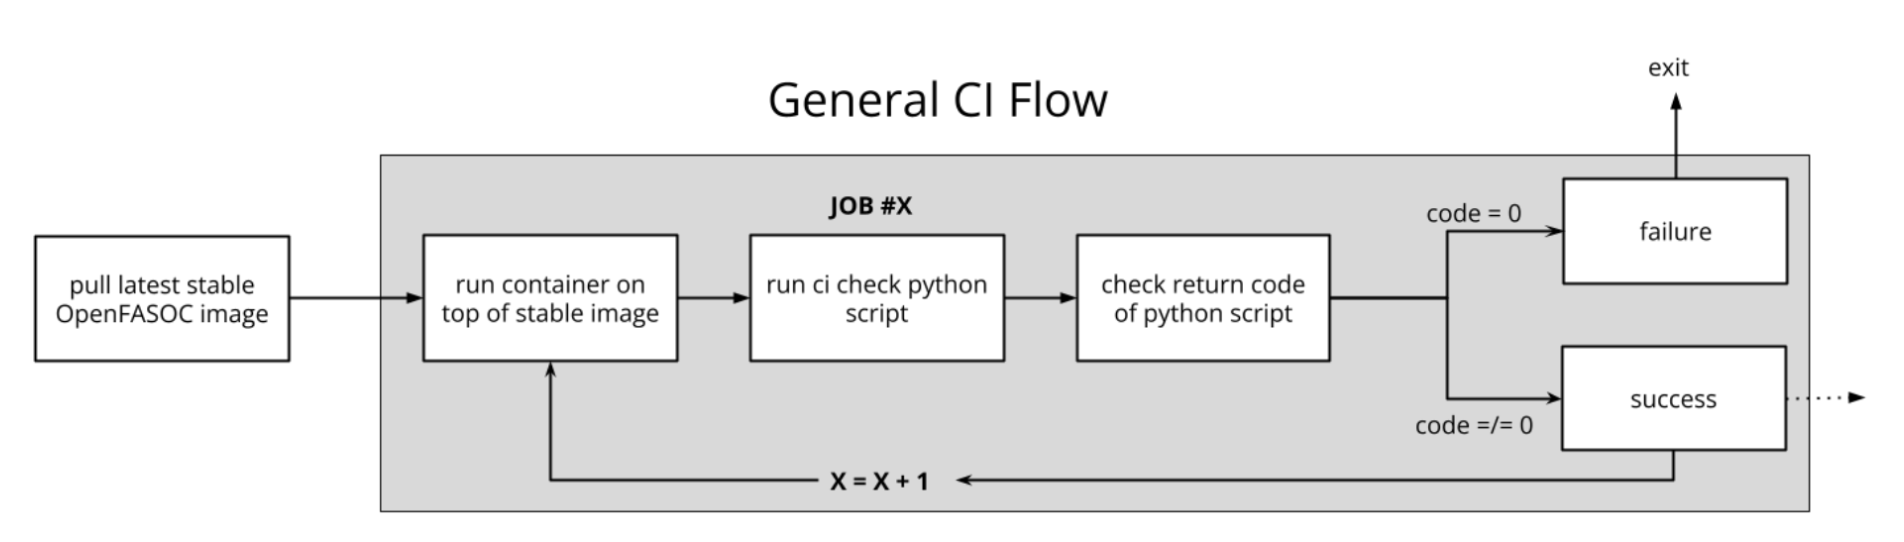 General CI Flow
exit
JOB #X
pull latest stable
OpenFASOC image
run container on
top of stable image
run ci check python
script
check return code
of python script
code = 0
failure
code =/= 0
success
X = X + 1